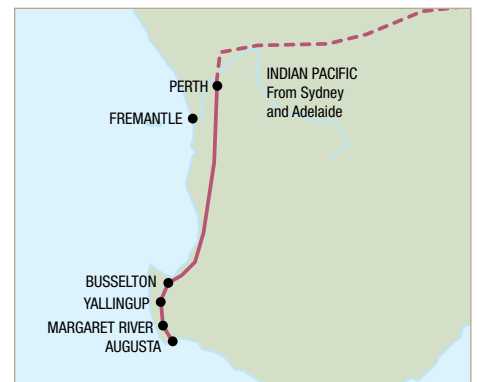 INDIAN PACIFIC
From Sydney
and Adelaide
PERTH
FREMANTLE
BUSSELTON
YALLINGUP
MARGARET RIVER
AUGUSTA